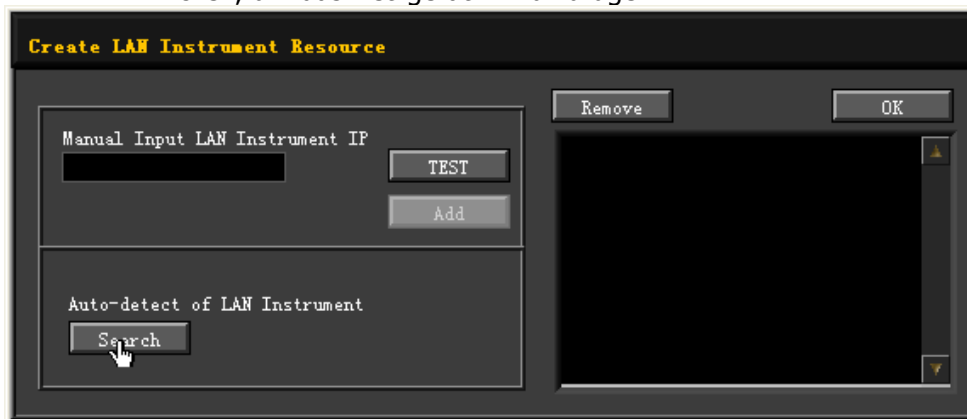 Create LAN Instrument Resource
Remove
OK
Manual Input LAN Instrument IP
TEST
Add
Auto-detect of LAN Instrument
Search